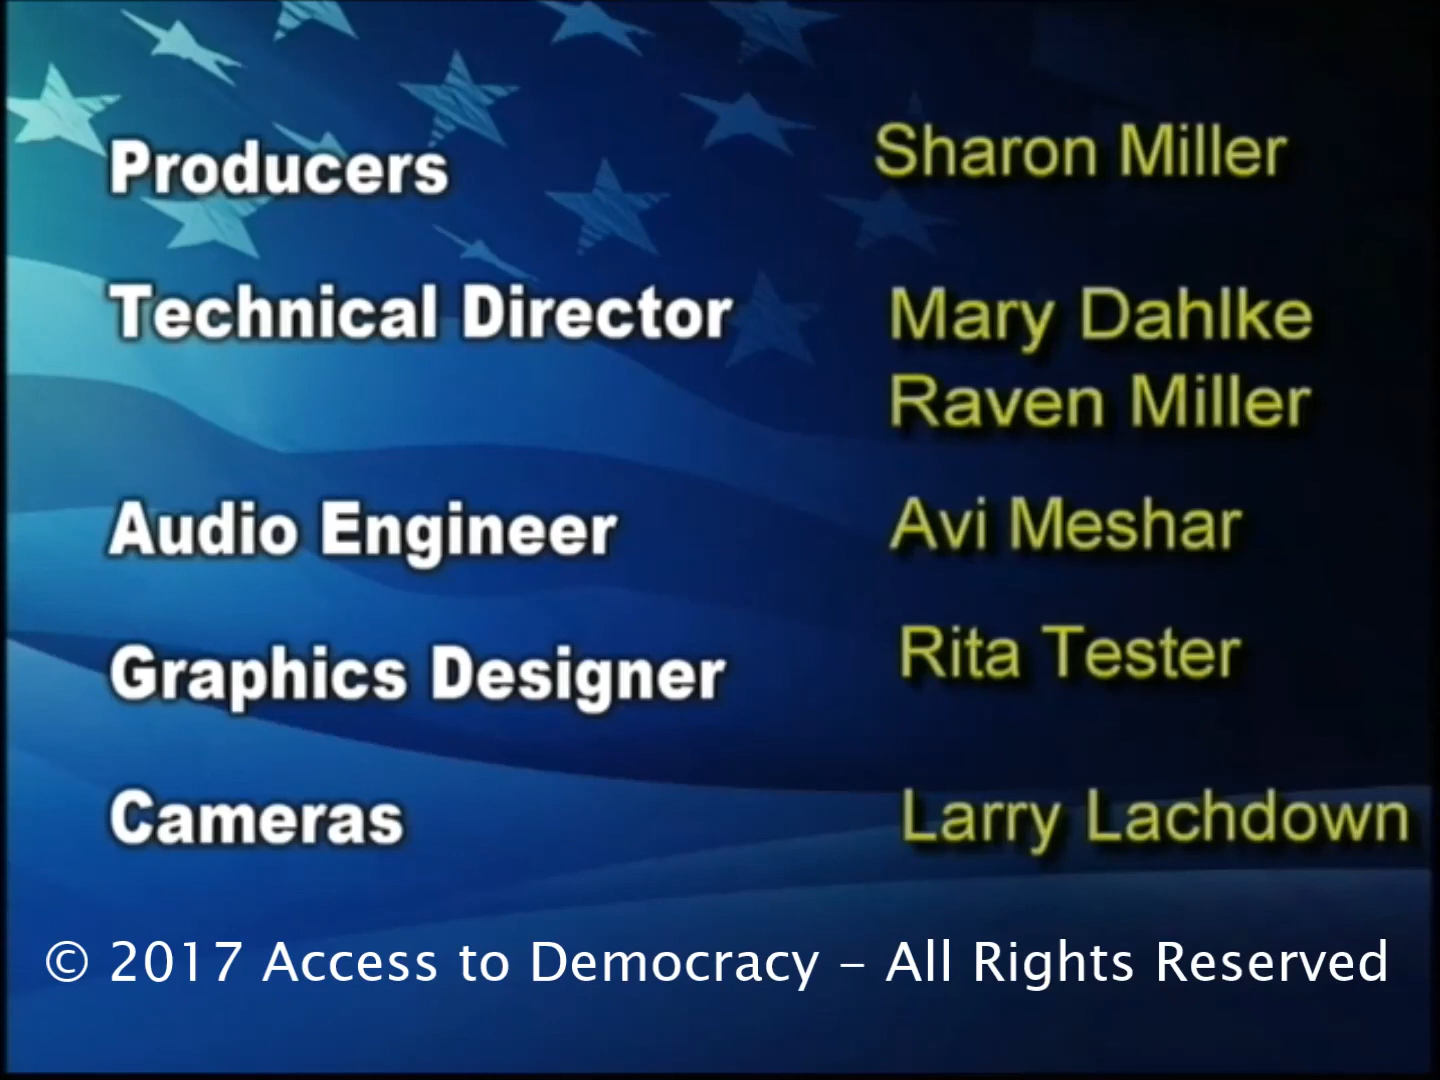 Producers Sharon Miller
Technical Director Mary Dahlke
Raven Miller
Audio Engineer Avi Meshar
Graphics Designer Rita Tester
Cameras Larry Lachdown
© 2017 Access to Democracy - All Rights Reserved